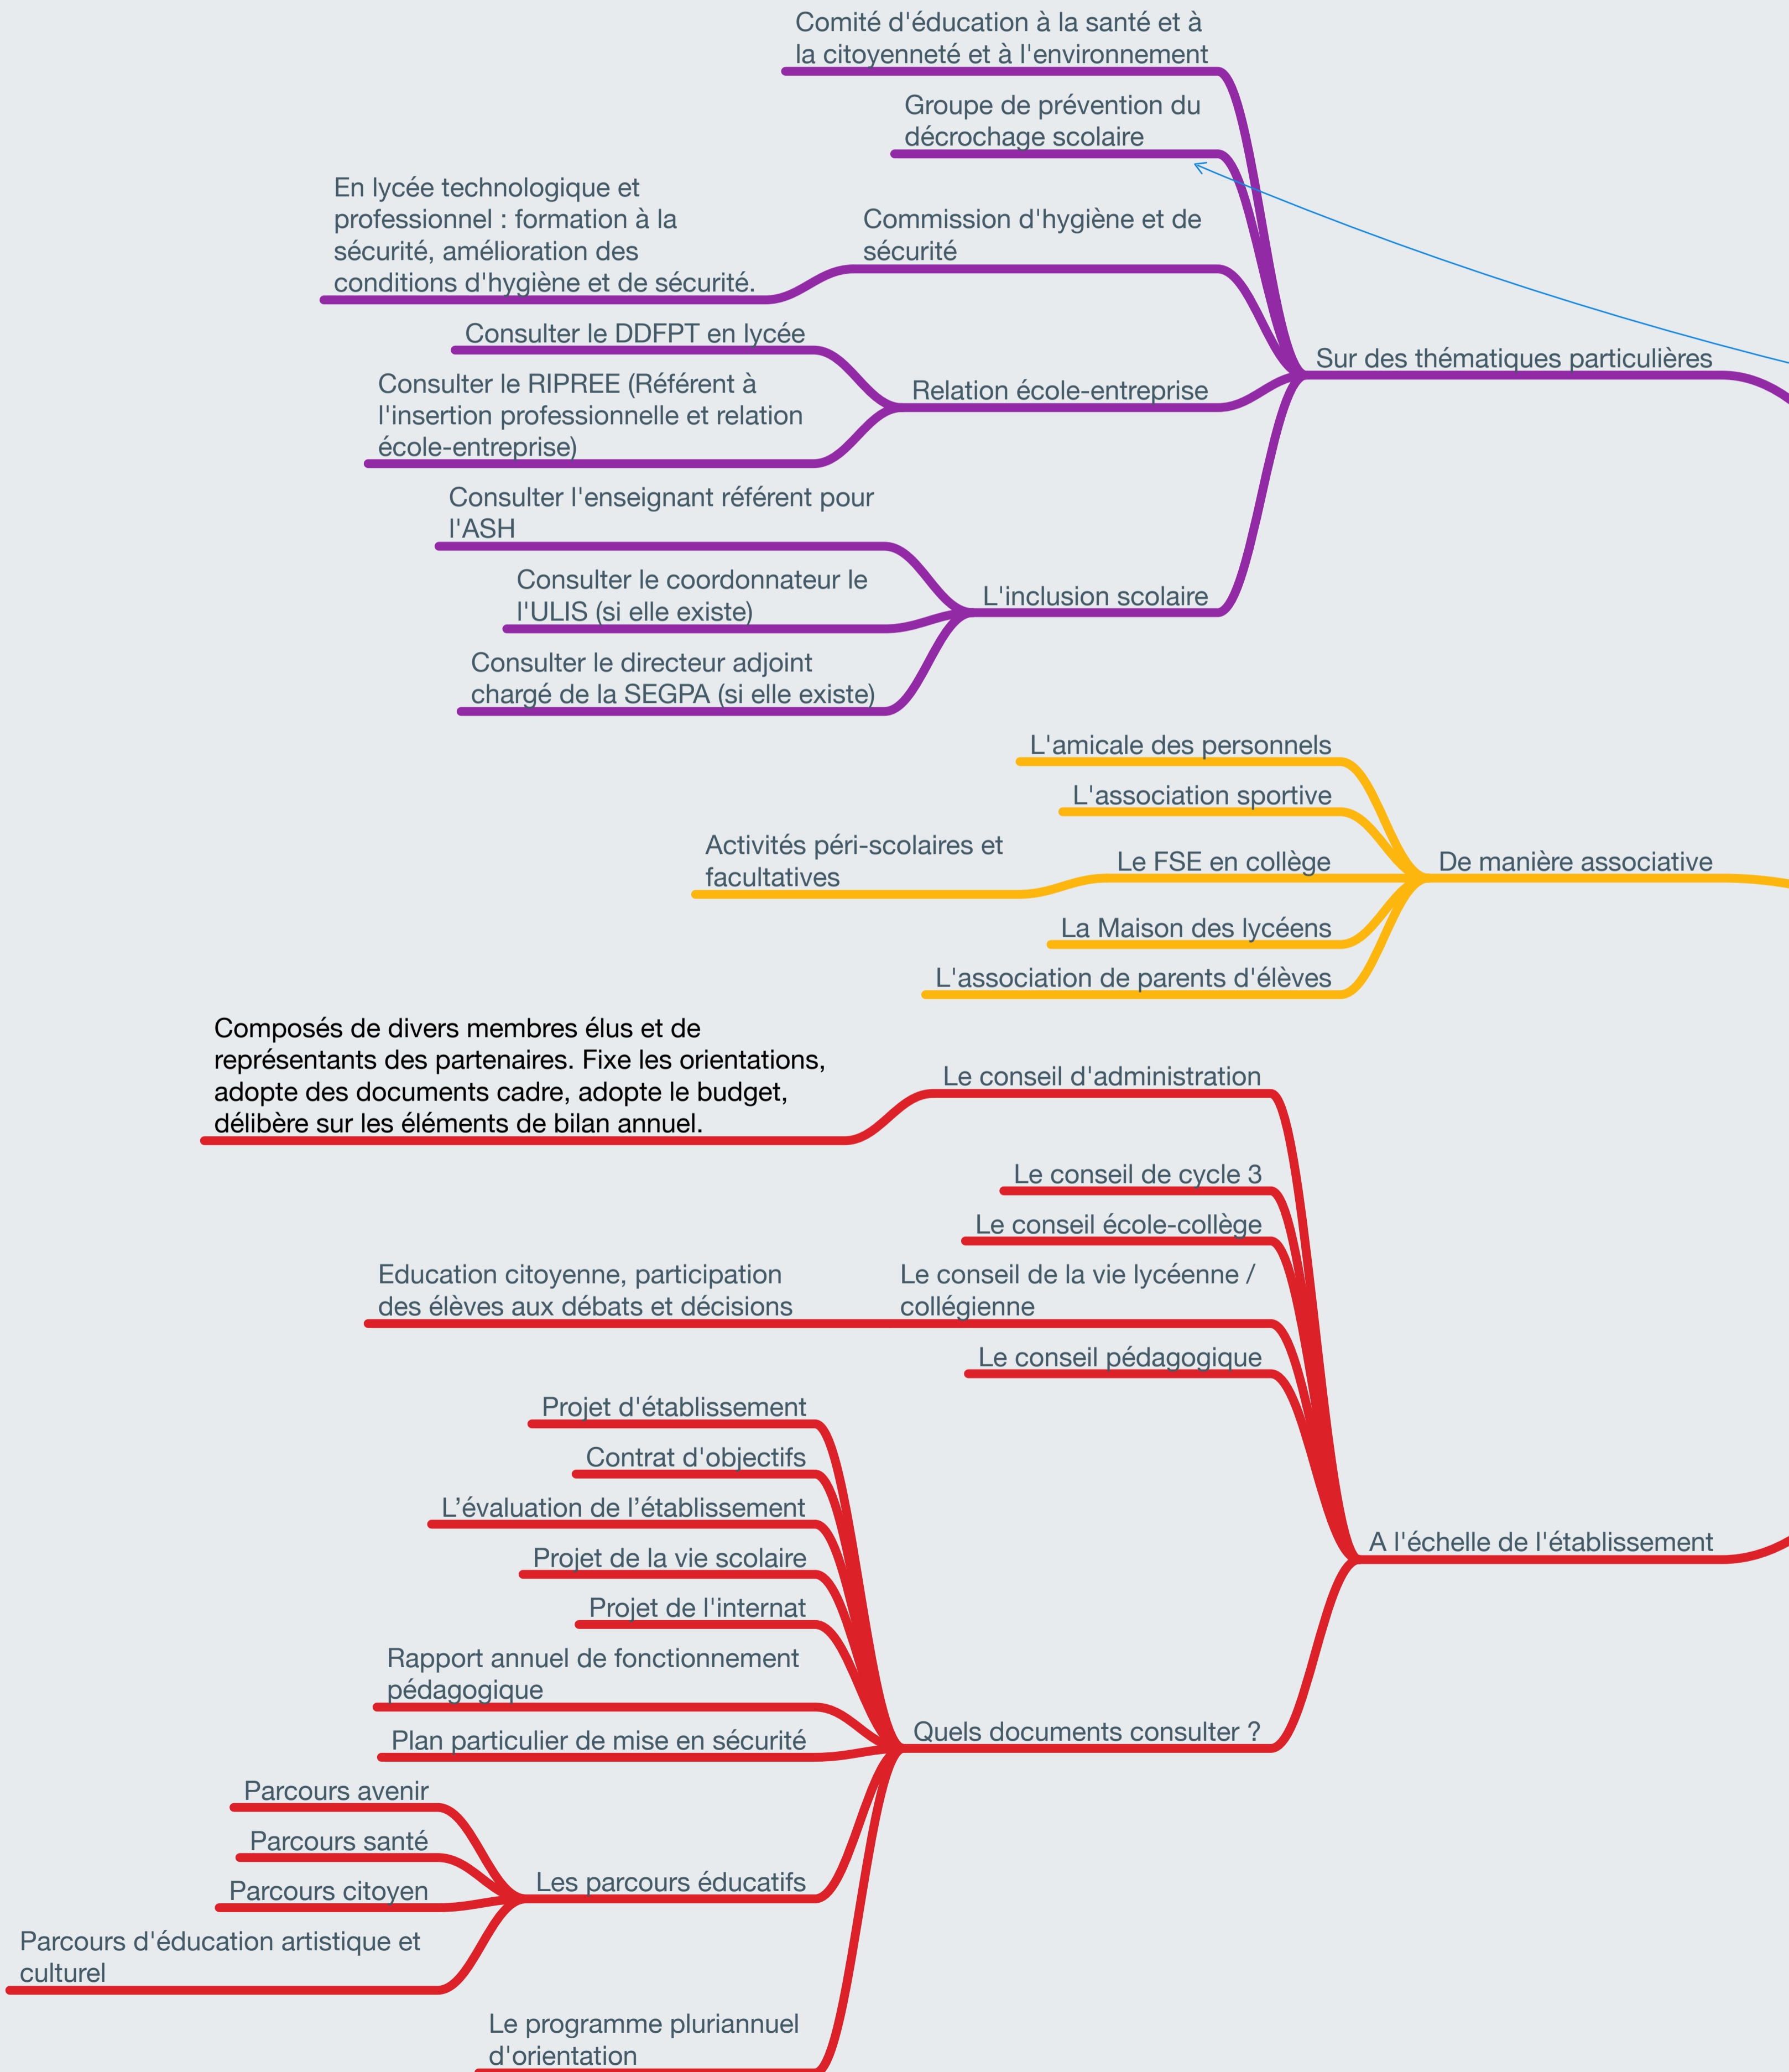 Comité d'éducation à la santé et à
la citoyenneté et à l'environnement
Groupe de prévention du
décrochage scolaire
En lycée technologique et
professionnel : formation à la
sécurité, amélioration des
conditions d'hygiène et de sécurité.
Commission d'hygiène et de
sécurité
Consulter le DDFPT en lycée
Consulter le RIPREE (Référent à
l'insertion professionnelle et relation
école-entreprise)
Relation école-entreprise
Sur des thématiques particulières
Consulter l'enseignant référent pour
l'ASH
Consulter le coordonnateur le
l'ULIS (si elle existe)
Consulter le directeur adjoint
chargé de la SEGPA (si elle existe)
L'inclusion scolaire
L'amicale des personnels
L'association sportive
Activités péri-scolaires et
facultatives
Le FSE en collège
De manière associative
La Maison des lycéens
L'association de parents d'élèves
Composés de divers membres élus et de
représentants des partenaires. Fixe les orientations,
adopte des documents cadre, adopte le budget,
délibère sur les éléments de bilan annuel.
Le conseil d'administration
Le conseil de cycle 3
Le conseil école-collège
Education citoyenne, participation
des élèves aux débats et décisions
Le conseil de la vie lycéenne /
collégienne
Le conseil pédagogique
A l'échelle de l'établissement
Projet d'établissement
Contrat d'objectifs
L’évaluation de l’établissement
Projet de la vie scolaire
Projet de l'internat
Rapport annuel de fonctionnement
pédagogique
Plan particulier de mise en sécurité
Quels documents consulter ?
Parcours avenir
Parcours santé
Parcours citoyen
Parcours d'éducation artistique et
culturel
Les parcours éducatifs
Le programme pluriannuel
d'orientation